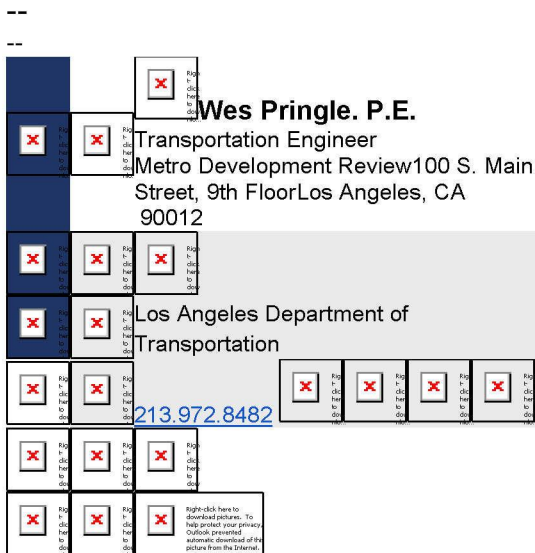 --
--
Wes Pringle. P.E.
Transportation Engineer
Metro Development Review100 S. Main
Street, 9th FloorLos Angeles, CA
90012
Los Angeles Department of
Transportation
213.972.8482
Right-click here to
download pictures. To
help protect your privacy,
Outlook prevented
automatic download of this
picture from the Internet.